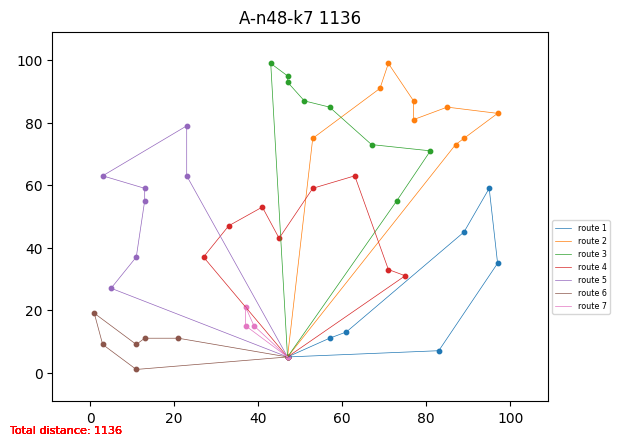 A-n48-k7 1136
100
80
60
40
20
0
0 20 40 60 80 100
route 1
route 2
route 3
route 4
route 5
route 6
route 7
Total distance: 1136